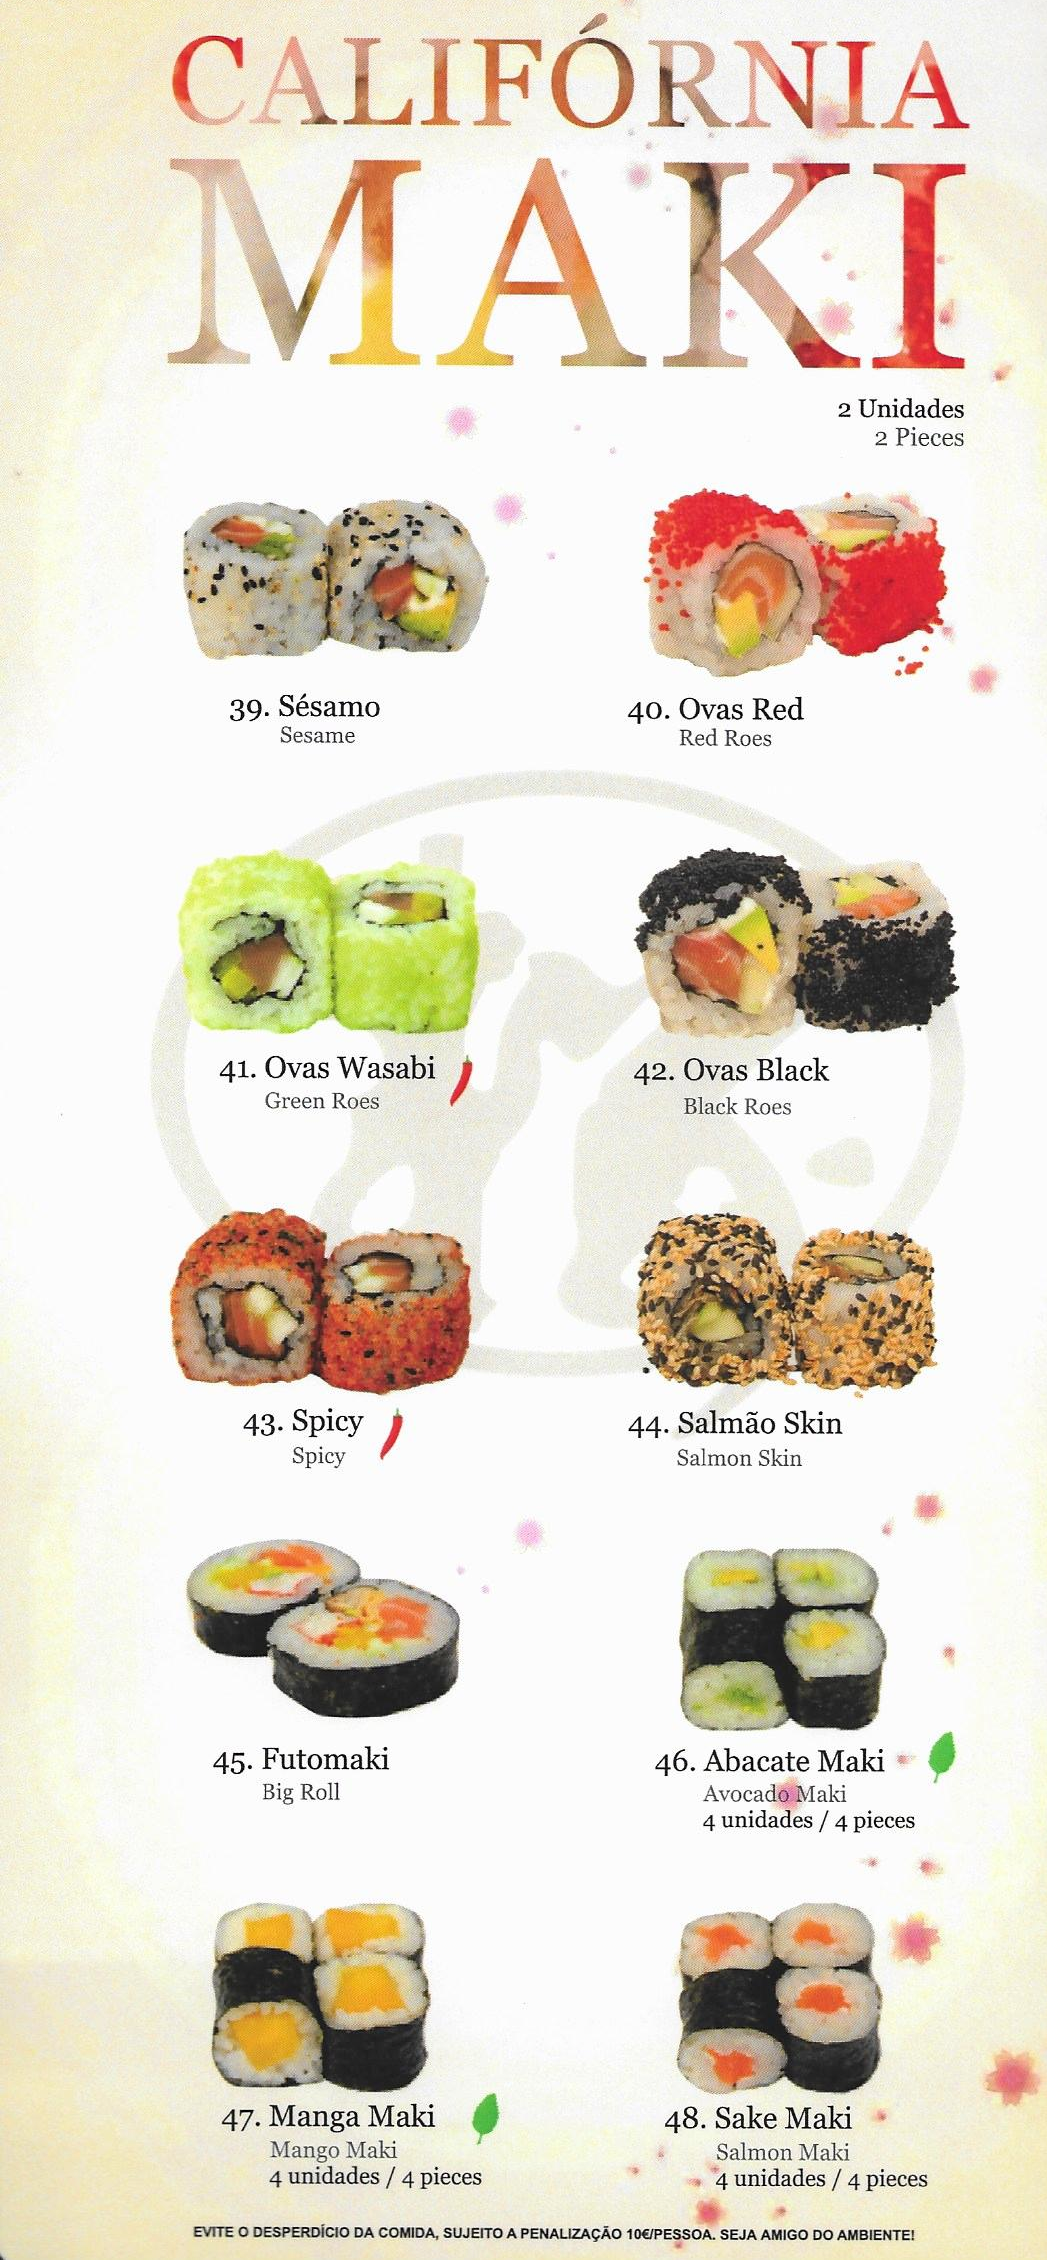 CALIFÓRNIA
MAKI
2 Unidades
2 Pieces
39. Sésamo
Sesame
40. Ovas Red
Red Roes
41. Ovas Wasabi
Green Roes
42. Ovas Black
Black Roes
43. Spicy
Spicy
44. Salmão Skin
Salmon Skin
45. Futomaki
Big Roll
46. Abacate Maki
Avocado Maki
4 unidades / 4 pieces
47. Manga Maki
Mango Maki
4 unidades / 4 pieces
48. Sake Maki
Salmon Maki
4 unidades / 4 pieces
EVITE O DESPERDÍCIO DA COMIDA, SUJEITO A PENALIZAÇÃO 10€/PESSOA. SEJA AMIGO DO AMBIENTE!